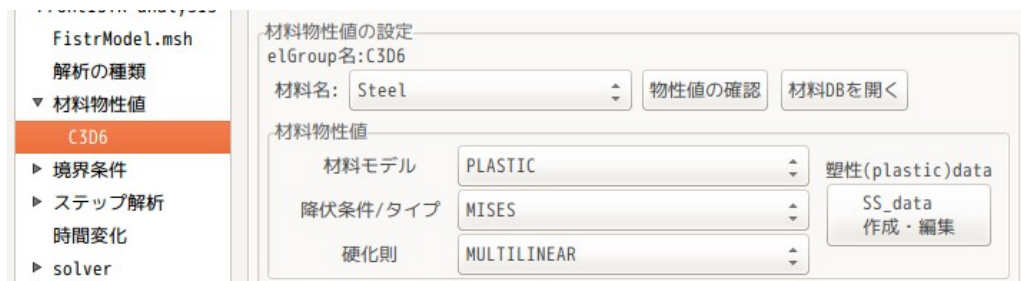 FistrModel.msh
解析の種類
材料物性値
C3D6
境界条件
ステップ解析
時間変化
solver
材料物性値の設定
elGroup名:C3D6
材料名: Steel 物性値の確認 材料DBを開く
材料物性値
材料モデル PLASTIC 塑性(plastic)data
降伏条件/タイプ MISES SS_data
作成・編集
硬化則 MULTILINEAR